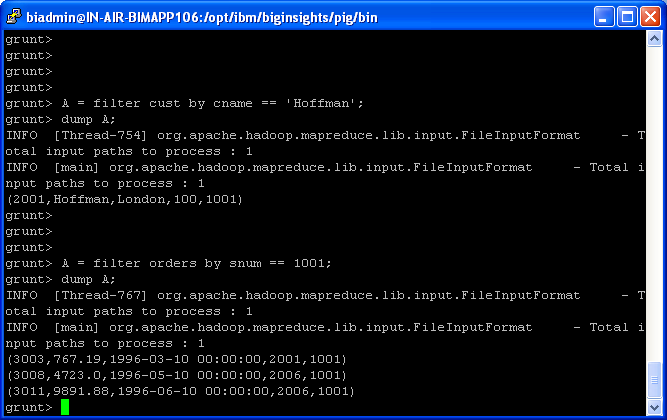 biadmin@IN-AIR-BIMAPP106:/opt/ibm/biginsights/pig/bin
grunt>
grunt>
grunt>
grunt>
grunt> A = filter cust by cname == 'Hoffman';
grunt> dump A;
INFO  [Thread-754] org.apache.hadoop.mapreduce.lib.input.FileInputFormat     - T
otal input paths to process : 1
INFO  [main] org.apache.hadoop.mapreduce.lib.input.FileInputFormat     - Total i
nput paths to process : 1
(2001,Hoffman,London,100,1001)
grunt>
grunt>
grunt>
grunt> A = filter orders by snum == 1001;
grunt> dump A;
INFO  [Thread-767] org.apache.hadoop.mapreduce.lib.input.FileInputFormat     - T
otal input paths to process : 1
INFO  [main] org.apache.hadoop.mapreduce.lib.input.FileInputFormat     - Total i
nput paths to process : 1
(3003,767.19,1996-03-10 00:00:00,2001,1001)
(3008,4723.0,1996-05-10 00:00:00,2006,1001)
(3011,9891.88,1996-06-10 00:00:00,2006,1001)
grunt>